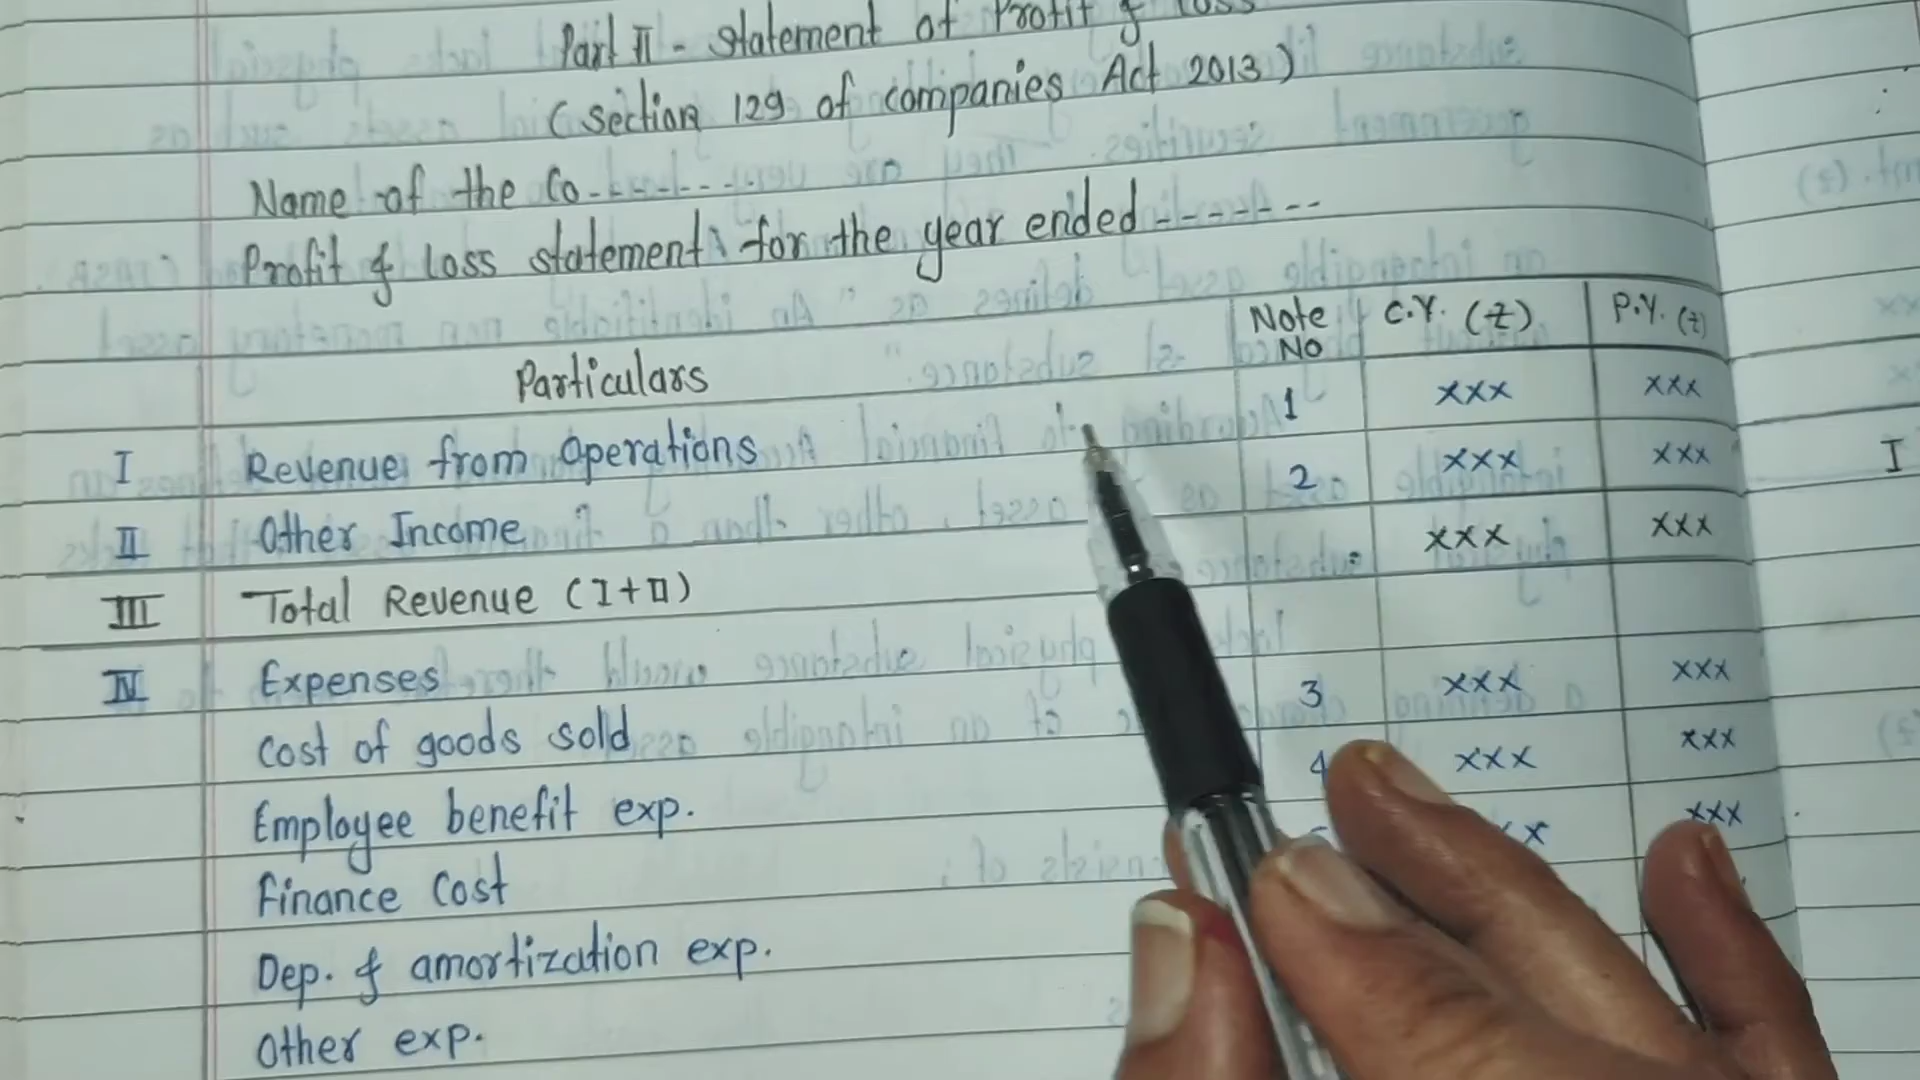 Part II - Statement of Profit & Loss
(Section 129 of companies Act 2013)
Name of the Co.---------
Profit & loss statement for the year ended-------
Particulars Note No C.Y. (₹) P.Y. (₹)
I Revenue from Operations 1 xxx xxx
II Other Income 2 xxx xxx
III Total Revenue (I+II) xxx xxx
IV Expenses
Cost of goods sold 3 xxx xxx
Employee benefit exp. 4 xxx xxx
Finance Cost xxx
Dep. & amortization exp.
Other exp.
I